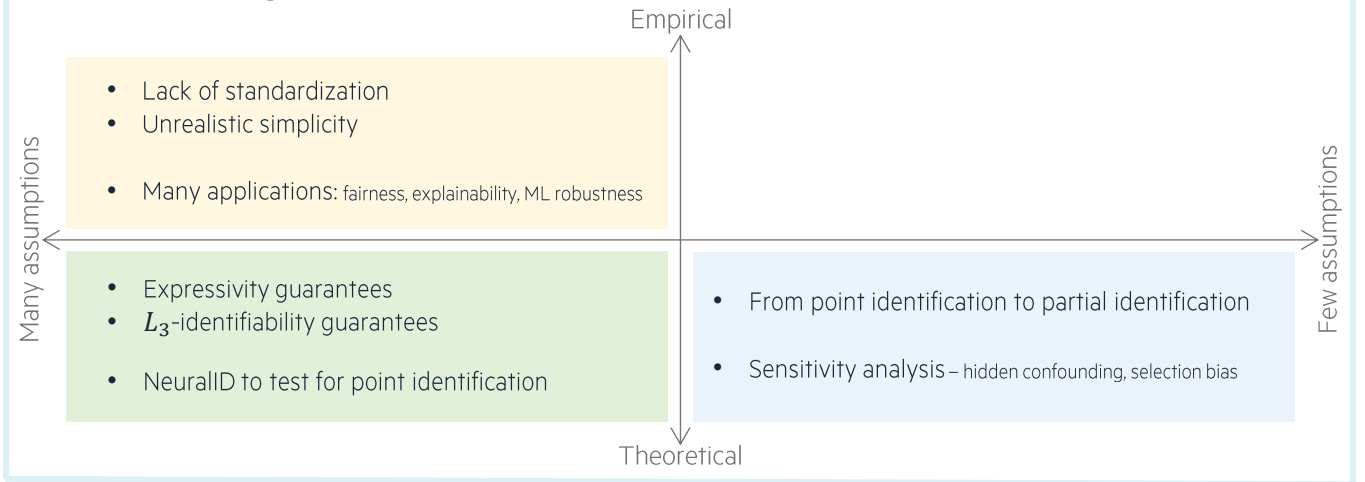 Empirical
• Lack of standardization
• Unrealistic simplicity
• Many applications: fairness, explainability, ML robustness
Many assumptions
Few assumptions
• Expressivity guarantees
• L₃-identifiability guarantees
• NeuralID to test for point identification
• From point identification to partial identification
• Sensitivity analysis – hidden confounding, selection bias
Theoretical